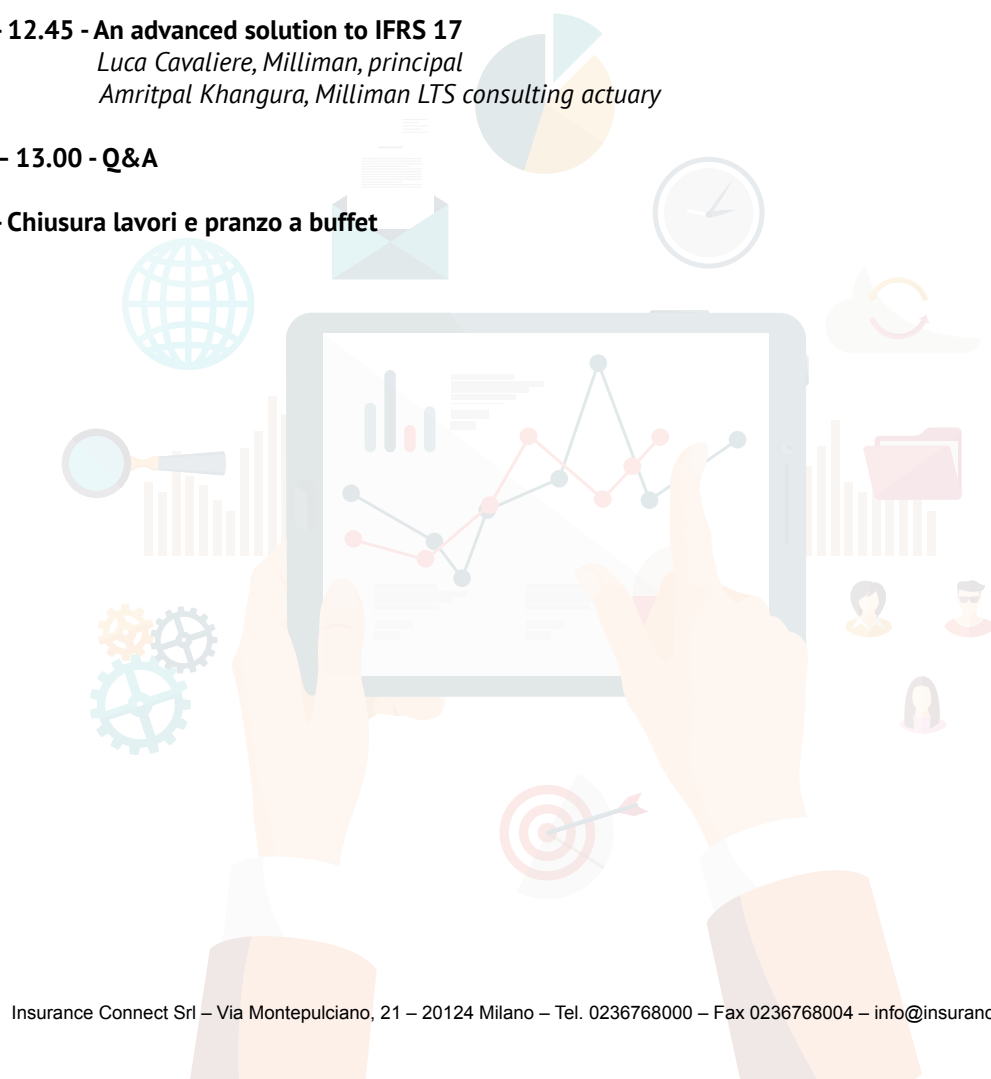 - 12.45 - An advanced solution to IFRS 17
Luca Cavaliere, Milliman, principal
Amritpal Khangura, Milliman LTS consulting actuary
– 13.00 - Q&A
- Chiusura lavori e pranzo a buffet
Insurance Connect Srl – Via Montepulciano, 21 – 20124 Milano – Tel. 0236768000 – Fax 0236768004 – info@insuranc